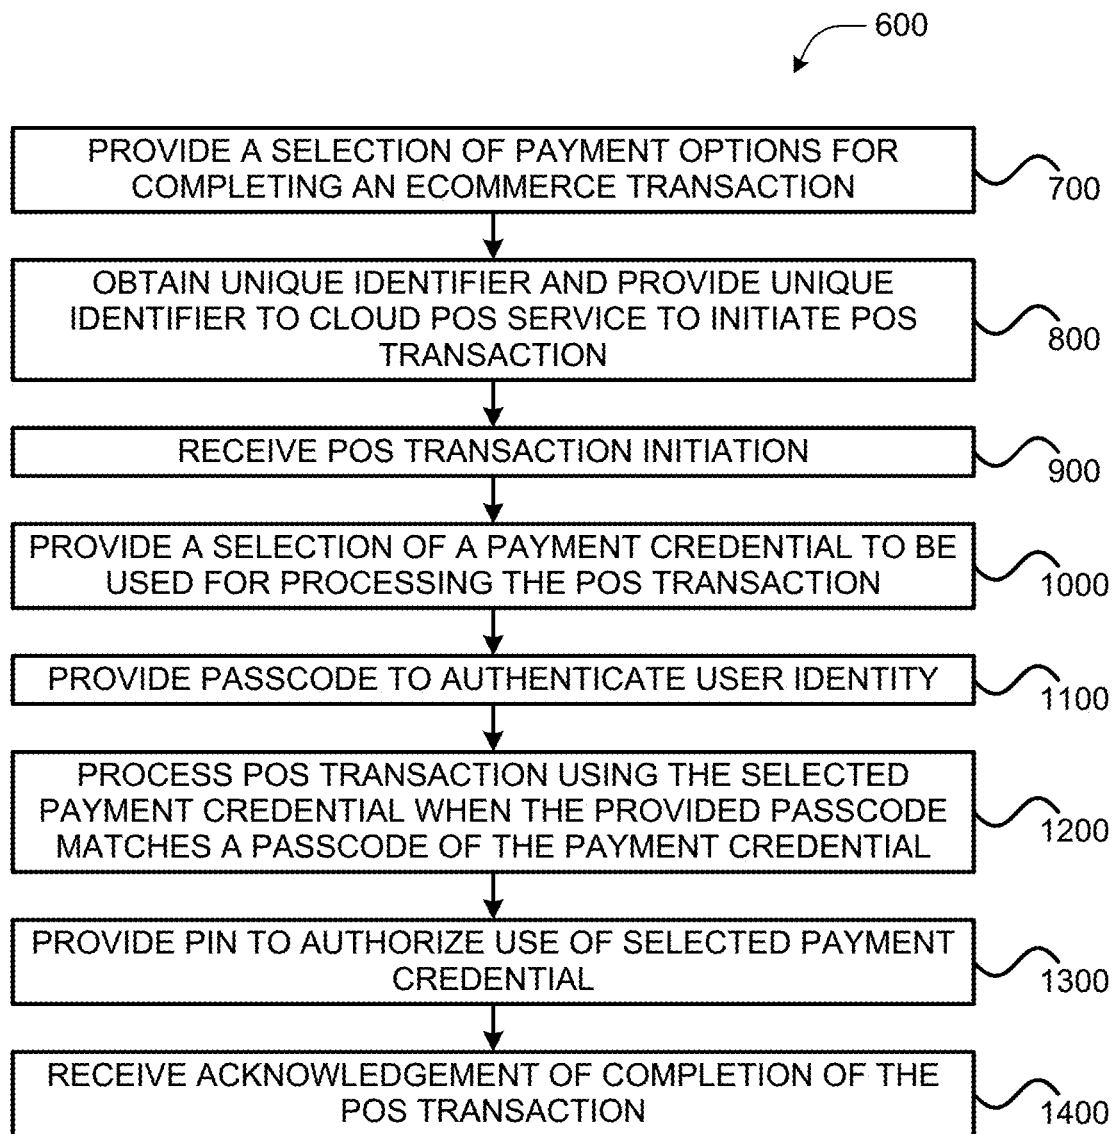 600
PROVIDE A SELECTION OF PAYMENT OPTIONS FOR
COMPLETING AN ECOMMERCE TRANSACTION
700
OBTAIN UNIQUE IDENTIFIER AND PROVIDE UNIQUE
IDENTIFIER TO CLOUD POS SERVICE TO INITIATE POS
TRANSACTION
800
RECEIVE POS TRANSACTION INITIATION
900
PROVIDE A SELECTION OF A PAYMENT CREDENTIAL TO BE
USED FOR PROCESSING THE POS TRANSACTION
1000
PROVIDE PASSCODE TO AUTHENTICATE USER IDENTITY
1100
PROCESS POS TRANSACTION USING THE SELECTED
PAYMENT CREDENTIAL WHEN THE PROVIDED PASSCODE
MATCHES A PASSCODE OF THE PAYMENT CREDENTIAL
1200
PROVIDE PIN TO AUTHORIZE USE OF SELECTED PAYMENT
CREDENTIAL
1300
RECEIVE ACKNOWLEDGEMENT OF COMPLETION OF THE
POS TRANSACTION
1400